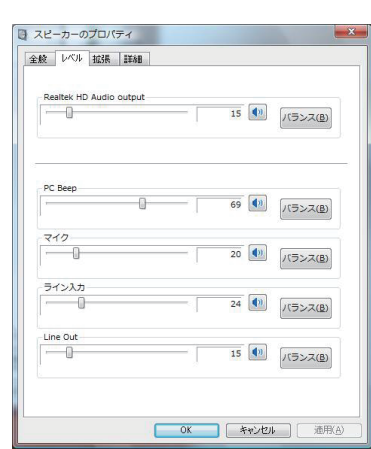 スピーカーのプロパティ
全般 レベル 拡張 詳細
Realtek HD Audio output
15 バランス(B)
PC Beep
69 バランス(B)
マイク
20 バランス(B)
ライン入力
24 バランス(B)
Line Out
15 バランス(B)
OK キャンセル 適用(A)